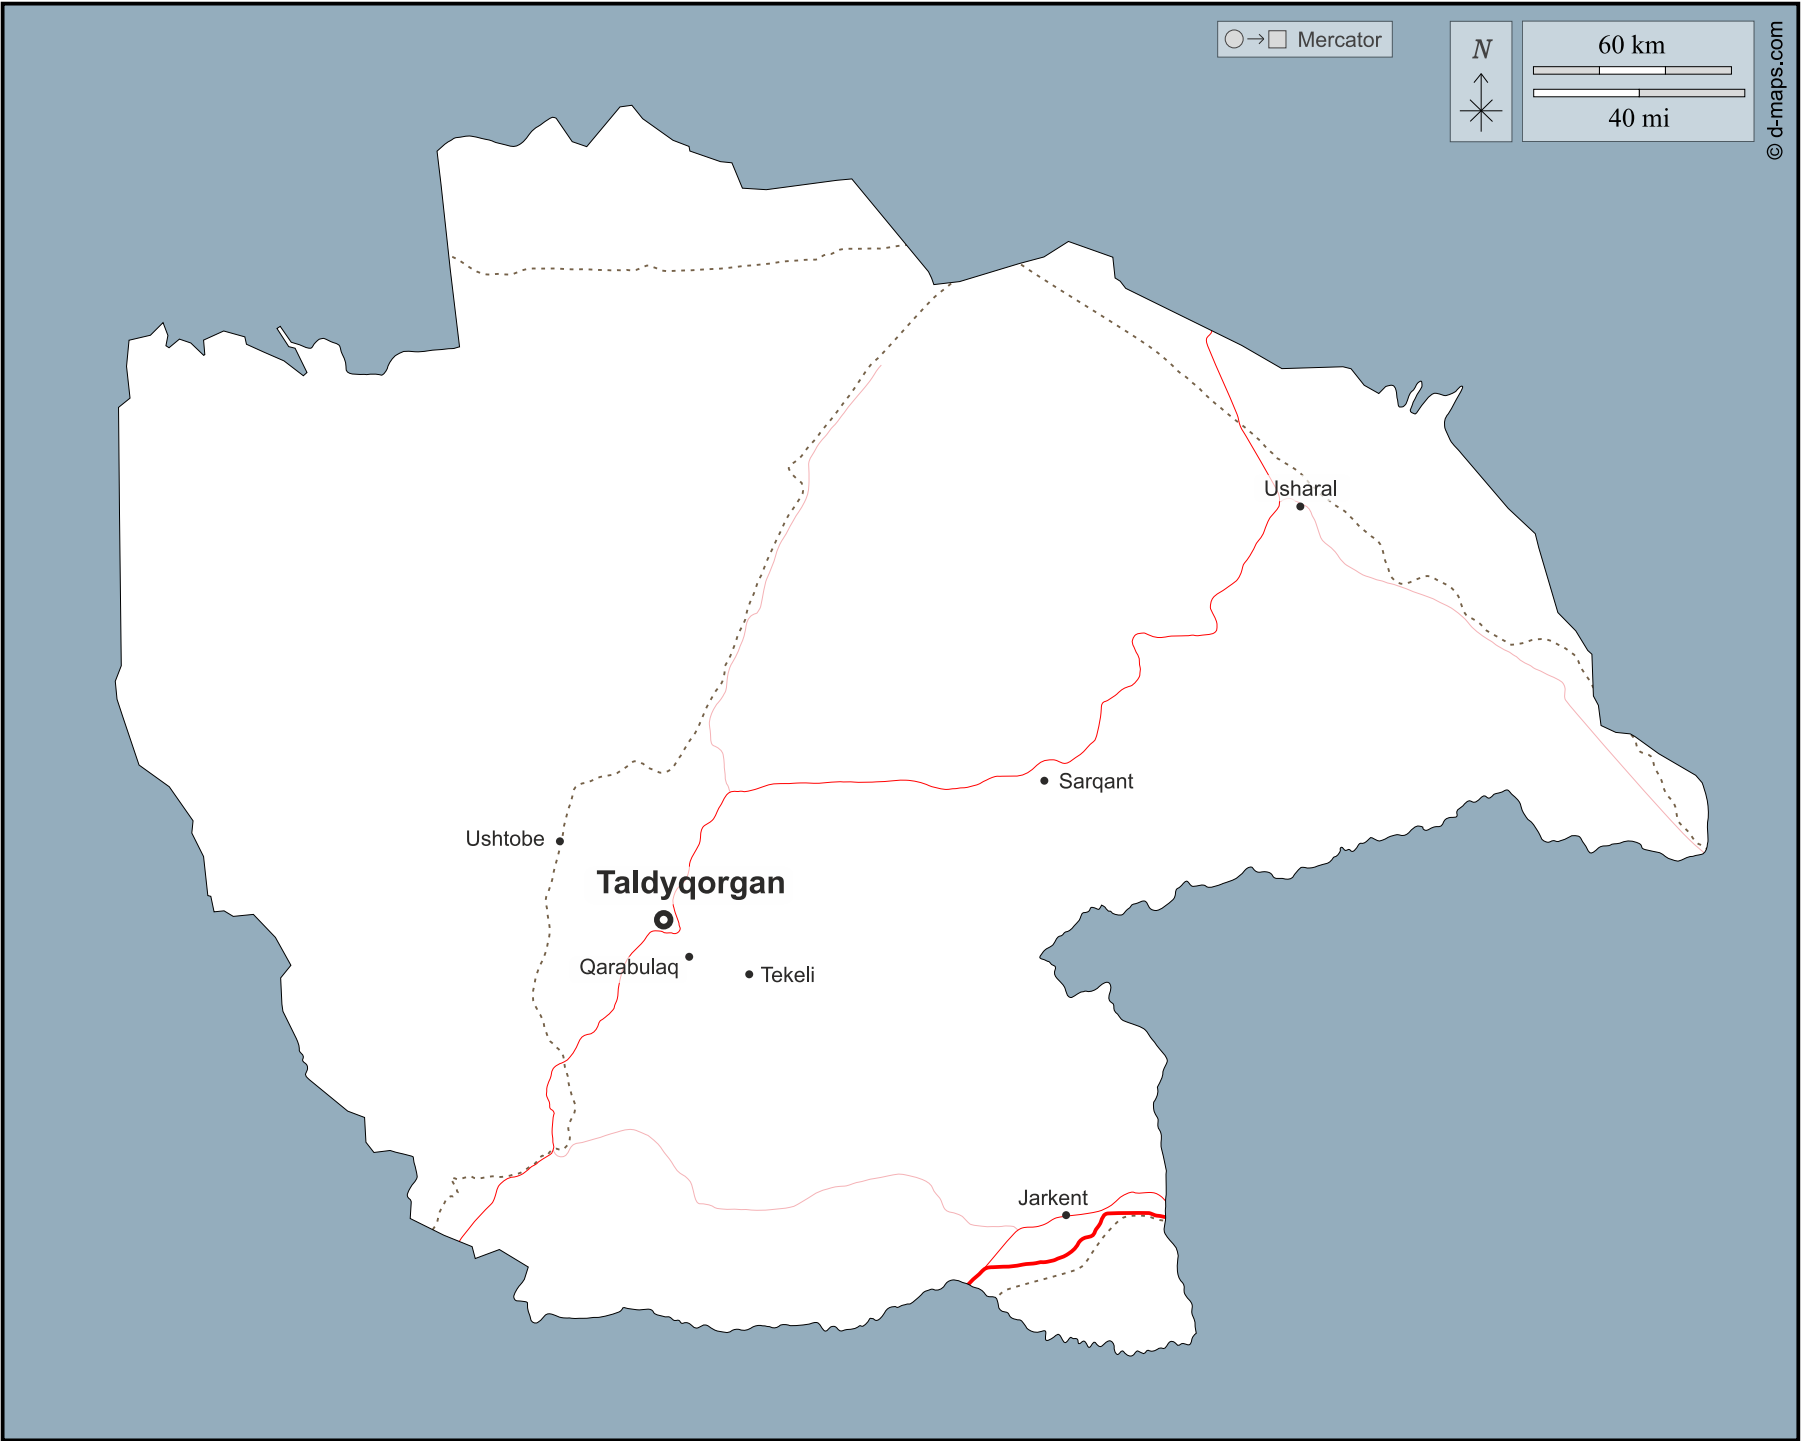 Mercator
N
60 km
40 mi
© d-maps.com
Usharal
Sarqant
Ushtobe
Taldyqorgan
Qarabulaq
Tekeli
Jarkent